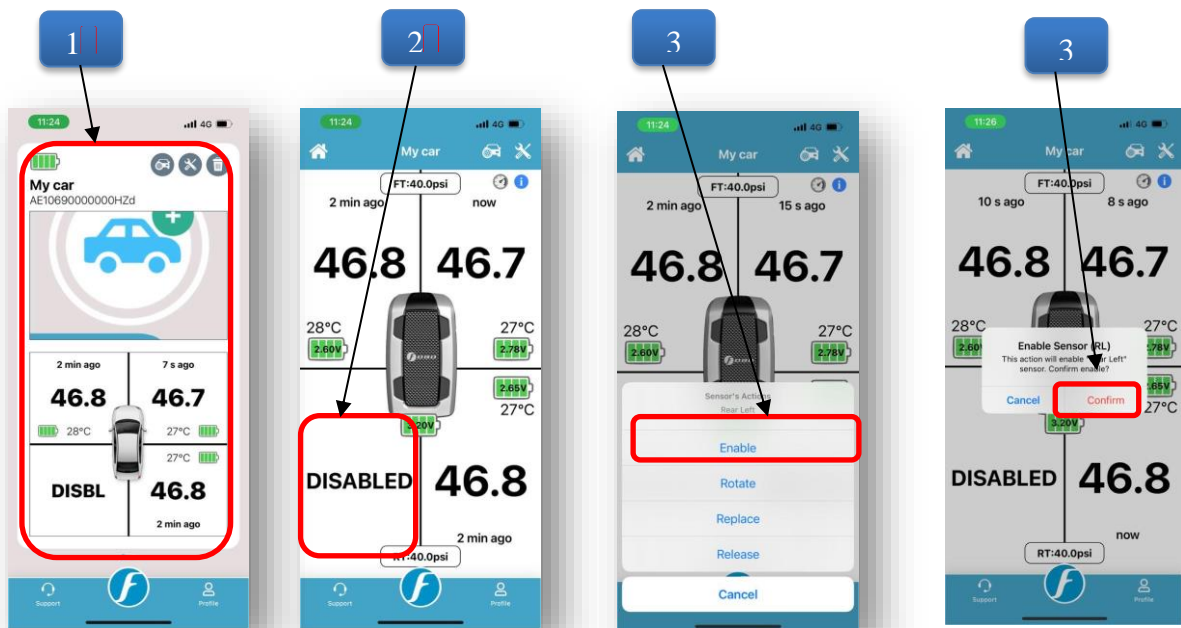 1
2
3
3
11:24
4G
My car
AE10690000000HZd
2 min ago
7 s ago
46.8
46.7
28°C
27°C
27°C
DISBL
46.8
2 min ago
Support
Profile
11:24
4G
My car
FT:40.0psi
2 min ago
now
46.8
46.7
28°C
27°C
2.60V
2.78V
2.65V
27°C
3.20V
DISABLED
46.8
2 min ago
RT:40.0psi
Support
Profile
11:24
4G
My car
FT:40.0psi
2 min ago
15 s ago
46.8
46.7
28°C
27°C
2.60V
2.78V
Sensor's Actions
Rear Left
Enable
Rotate
Replace
Release
Cancel
11:26
4G
My car
FT:40.0psi
10 s ago
8 s ago
46.8
46.7
28°C
27°C
Enable Sensor (RL)
This action will enable "Rear Left"
sensor. Confirm enable?
Cancel
Confirm
27°C
3.20V
DISABLED
46.8
now
RT:40.0psi
Support
Profile